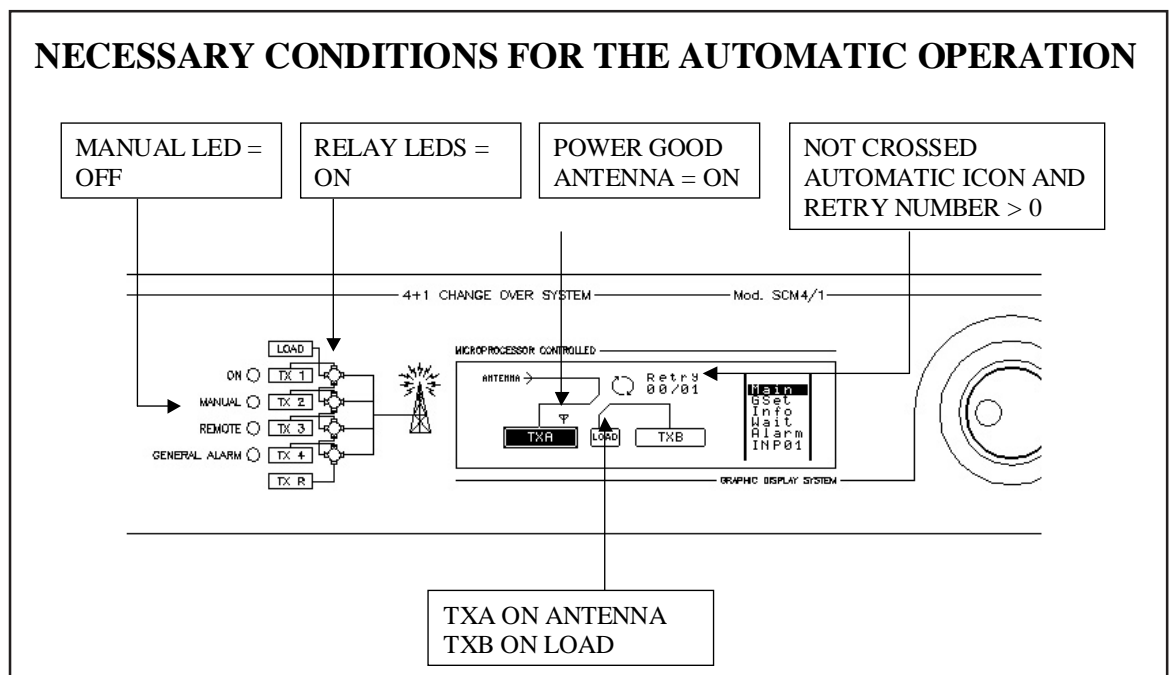 NECESSARY CONDITIONS FOR THE AUTOMATIC OPERATION
MANUAL LED =
OFF
RELAY LEDS =
ON
POWER GOOD
ANTENNA = ON
NOT CROSSED
AUTOMATIC ICON AND
RETRY NUMBER > 0
4+1 CHANGE OVER SYSTEM
Mod. SCM4/1
LOAD
ON
TX 1
MANUAL
TX 2
REMOTE
TX 3
GENERAL ALARM
TX 4
TX R
MICROPROCESSOR CONTROLLED
ANTENNA
Retry
00/01
TXA
LOAD
TXB
Main
GSet
Info
Wait
Alarm
INP01
GRAPHIC DISPLAY SYSTEM
TXA ON ANTENNA
TXB ON LOAD